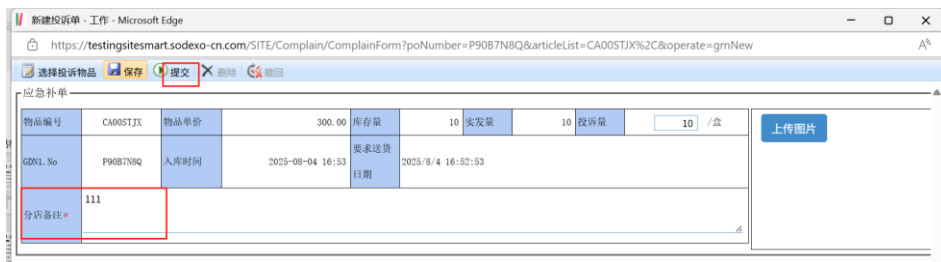 新建投诉单 - 工作 - Microsoft Edge
https://testingsitesmart.sodexo-cn.com/SITE/Complain/ComplainForm?poNumber=P90B7N8Q&articleList=CA00STJX%2C&operate=grnNew
选择投诉物品 保存 提交 删除 撤回
应急补单
物品编号 CA00STJX 物品单价 300.00 库存量 10 实发量 10 投诉量 10 /盒
上传图片
GDN1.No P90B7N8Q 入库时间 2025-08-04 16:53 要求送货日期 2025/8/4 16:52:53
分店备注* 111